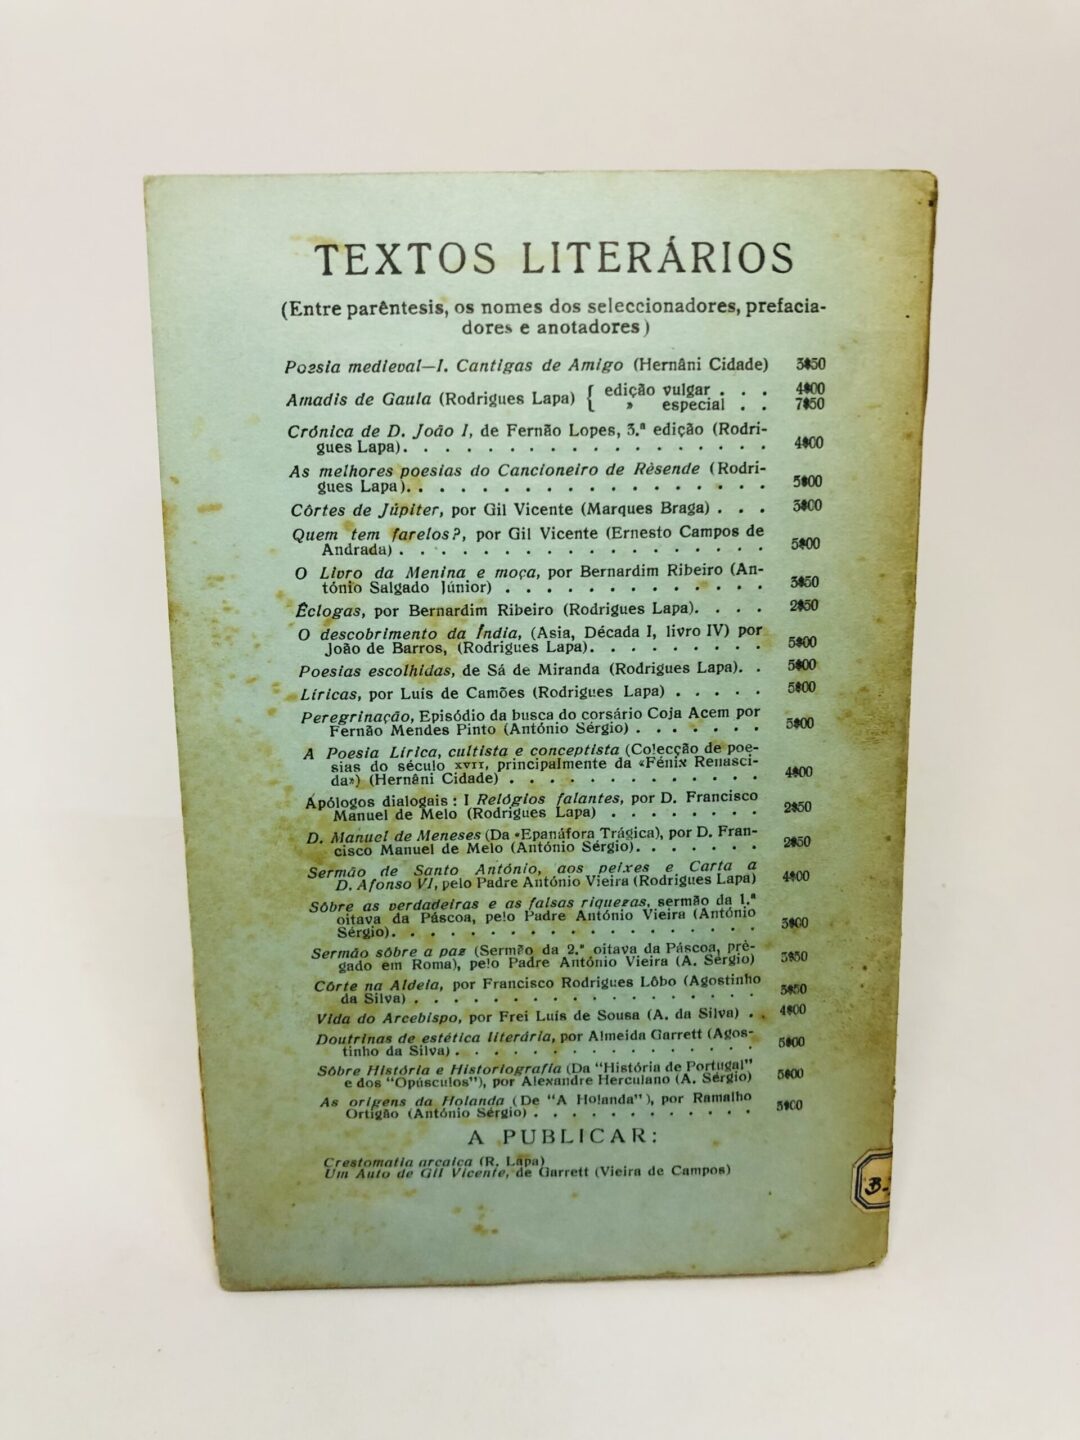 TEXTOS LITERÁRIOS
(Entre parêntesis, os nomes dos seleccionadores, prefacia-
dores e anotadores)
Poesia medieval—I. Cantigas de Amigo (Hernâni Cidade) 3$50
Amadis de Gaula (Rodrigues Lapa) { edição vulgar . . . 4$00
» especial . . 7$50
Crónica de D. João I, de Fernão Lopes, 3.ª edição (Rodri-
gues Lapa). . . . . . . . . . . . . . . . . . 4$00
As melhores poesias do Cancioneiro de Rèsende (Rodri-
gues Lapa). . . . . . . . . . . . . . . . . . 5$00
Côrtes de Júpiter, por Gil Vicente (Marques Braga) . . . 3$00
Quem tem farelos?, por Gil Vicente (Ernesto Campos de
Andrada) . . . . . . . . . . . . . . . . . . 5$00
O Livro da Menina e moça, por Bernardim Ribeiro (An-
tónio Salgado Júnior) . . . . . . . . . . . . . 3$50
Éclogas, por Bernardim Ribeiro (Rodrigues Lapa). . . . 2$50
O descobrimento da Índia, (Asia, Década I, livro IV) por
João de Barros, (Rodrigues Lapa). . . . . . . . . 5$00
Poesias escolhidas, de Sá de Miranda (Rodrigues Lapa). . 5$00
Líricas, por Luís de Camões (Rodrigues Lapa) . . . . . 5$00
Peregrinação, Episódio da busca do corsário Coja Acem por
Fernão Mendes Pinto (António Sérgio) . . . . . . . 5$00
A Poesia Lírica, cultista e conceptista (Colecção de poe-
sias do século XVII, principalmente da «Fénix Renasci-
da») (Hernâni Cidade) . . . . . . . . . . . . . 4$00
Apólogos dialogais : I Relógios falantes, por D. Francisco
Manuel de Melo (Rodrigues Lapa) . . . . . . . . 2$50
D. Manuel de Meneses (Da «Epanáfora Trágica), por D. Fran-
cisco Manuel de Melo (António Sérgio). . . . . . . 2$50
Sermão de Santo António, aos peixes e Carta a
D. Afonso VI, pelo Padre António Vieira (Rodrigues Lapa) 4$00
Sôbre as verdadeiras e as falsas riquezas, sermão da 1.ª
oitava da Páscoa, pelo Padre António Vieira (António
Sérgio). . . . . . . . . . . . . . . . . . . 3$00
Sermão sôbre a paz (Sermão da 2.ª oitava da Páscoa, prè-
gado em Roma), pelo Padre António Vieira (A. Sérgio) 3$50
Côrte na Aldeia, por Francisco Rodrigues Lôbo (Agostinho
da Silva) . . . . . . . . . . . . . . . . . . 3$50
Vida do Arcebispo, por Frei Luís de Sousa (A. da Silva) . . 4$00
Doutrinas de estética literária, por Almeida Garrett (Agos-
tinho da Silva) . . . . . . . . . . . . . . . . 5$00
Sôbre História e Historiografia (Da "História de Portugal"
e dos "Opúsculos"), por Alexandre Herculano (A. Sérgio) 5$00
As origens da Holanda (De "A Holanda"), por Ramalho
Ortigão (António Sérgio) . . . . . . . . . . . . 3$00
A PUBLICAR:
Crestomatia arcaica (R. Lapa)
Um Auto de Gil Vicente, de Garrett (Vieira de Campos)
B.